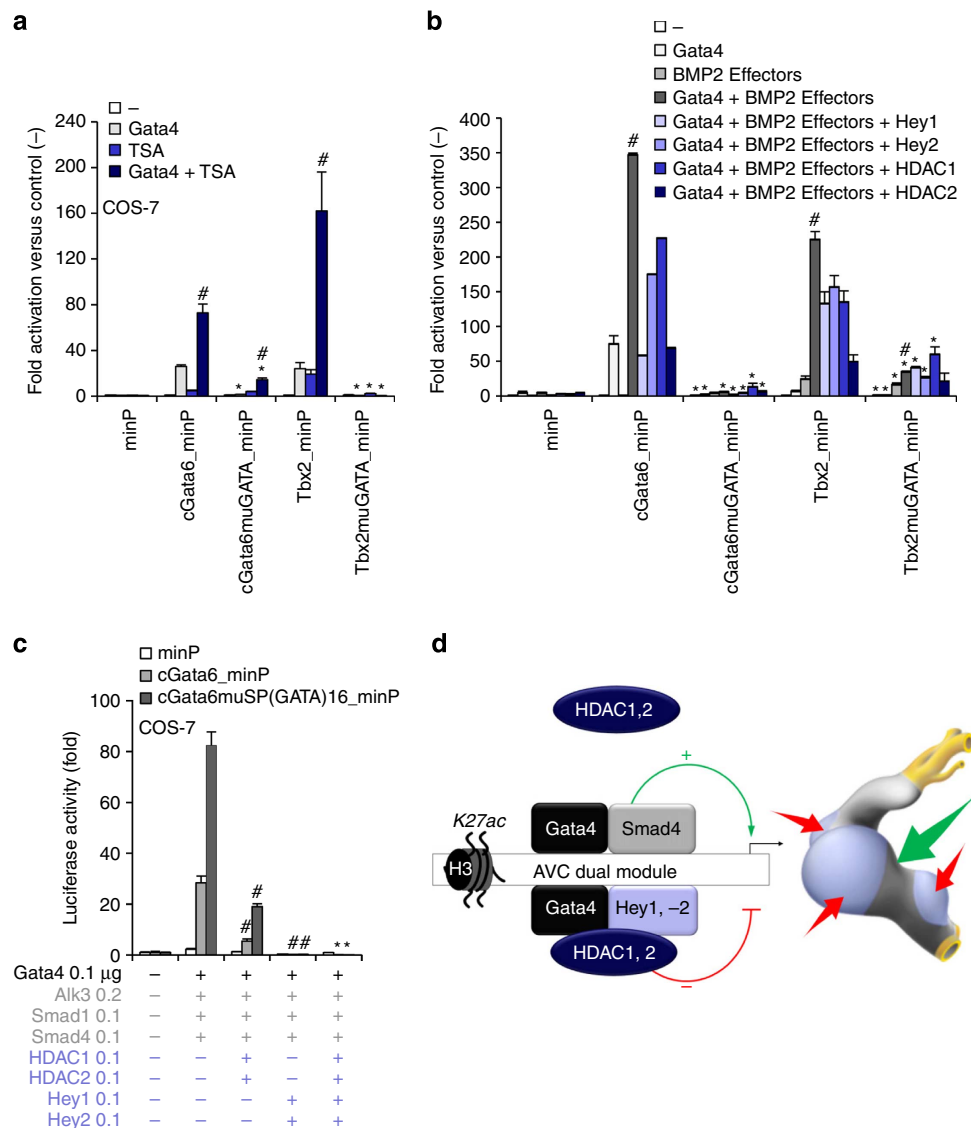 a
–
Gata4
TSA
Gata4 + TSA
COS-7
Fold activation versus control (–)
240
200
160
120
80
40
0
#
#
*
#
*
* * *
minP
cGata6_minP
cGata6muGATA_minP
Tbx2_minP
Tbx2muGATA_minP
b
–
Gata4
BMP2 Effectors
Gata4 + BMP2 Effectors
Gata4 + BMP2 Effectors + Hey1
Gata4 + BMP2 Effectors + Hey2
Gata4 + BMP2 Effectors + HDAC1
Gata4 + BMP2 Effectors + HDAC2
Fold activation versus control (–)
400
350
300
250
200
150
100
50
0
#
* * * * * * * *
#
* * * * * * *
#
minP
cGata6_minP
cGata6muGATA_minP
Tbx2_minP
Tbx2muGATA_minP
c
minP
cGata6_minP
cGata6muSP(GATA)16_minP
COS-7
Luciferase activity (fold)
100
80
60
40
20
0
#
#
##
* *
Gata4 0.1 µg – + + + +
Alk3 0.2 – + + + +
Smad1 0.1 – + + + +
Smad4 0.1 – + + + +
HDAC1 0.1 – – + – +
HDAC2 0.1 – – + – +
Hey1 0.1 – – – + +
Hey2 0.1 – – – + +
d
HDAC1,2
+
K27ac
Gata4
Smad4
H3
AVC dual module
Gata4
Hey1, –2
HDAC1, 2
–